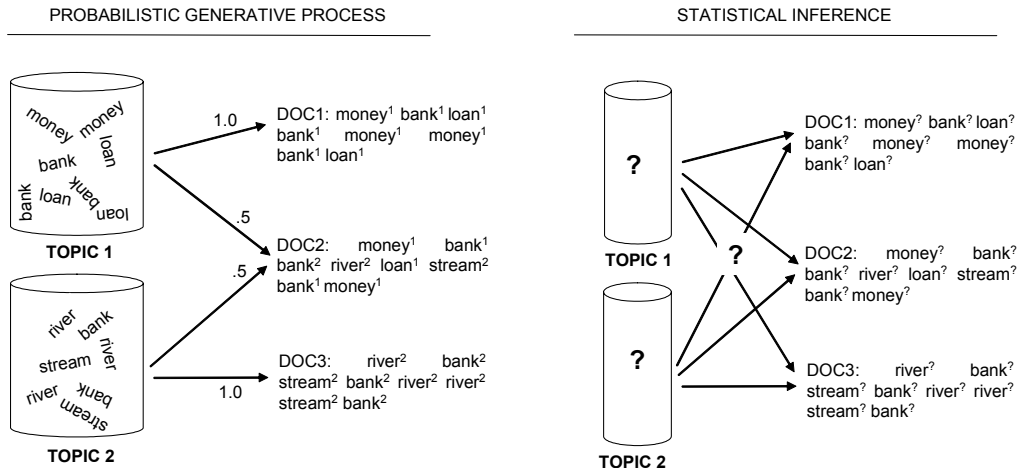 PROBABILISTIC GENERATIVE PROCESS
money
money
loan
bank
bank
bank
loan
loan
TOPIC 1
river
bank
river
stream
river
bank
stream
TOPIC 2
1.0
.5
.5
1.0
DOC1: money¹ bank¹ loan¹
bank¹ money¹ money¹
bank¹ loan¹
DOC2: money¹ bank¹
bank² river² loan¹ stream²
bank¹ money¹
DOC3: river² bank²
stream² bank² river² river²
stream² bank²
STATISTICAL INFERENCE
?
TOPIC 1
?
?
TOPIC 2
DOC1: money? bank? loan?
bank? money? money?
bank? loan?
DOC2: money? bank?
bank? river? loan? stream?
bank? money?
DOC3: river? bank?
stream? bank? river? river?
stream? bank?